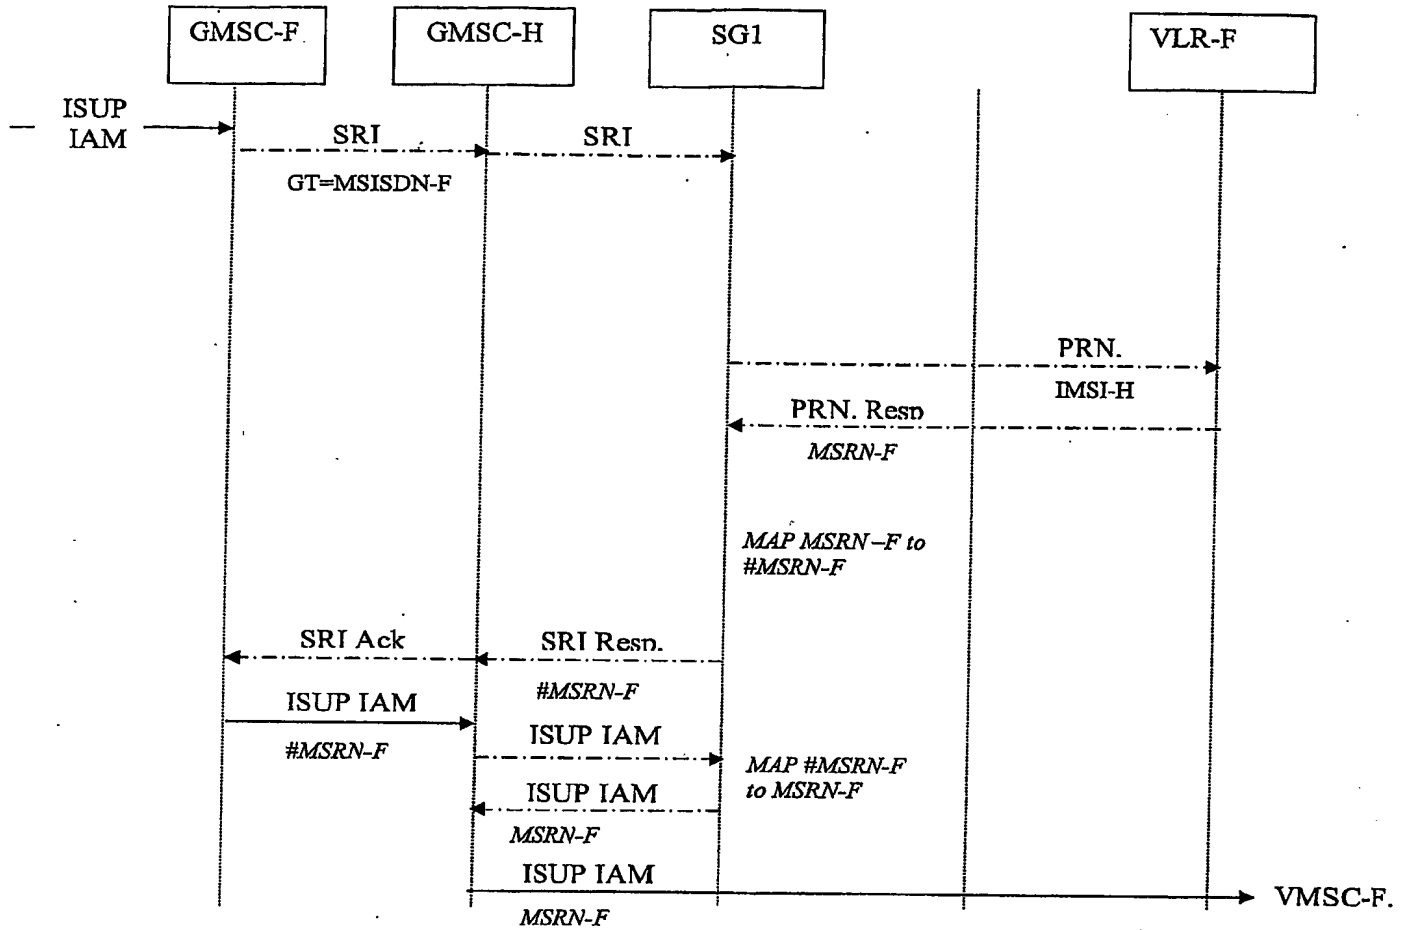 GMSC-F
GMSC-H
SG1
VLR-F
ISUP
IAM
SRI
SRI
GT=MSISDN-F
PRN.
IMSI-H
PRN. Resp
MSRN-F
MAP MSRN –F to
#MSRN-F
SRI Ack
SRI Resp.
#MSRN-F
ISUP IAM
#MSRN-F
ISUP IAM
MAP #MSRN-F
to MSRN-F
ISUP IAM
MSRN-F
ISUP IAM
VMSC-F.
MSRN-F